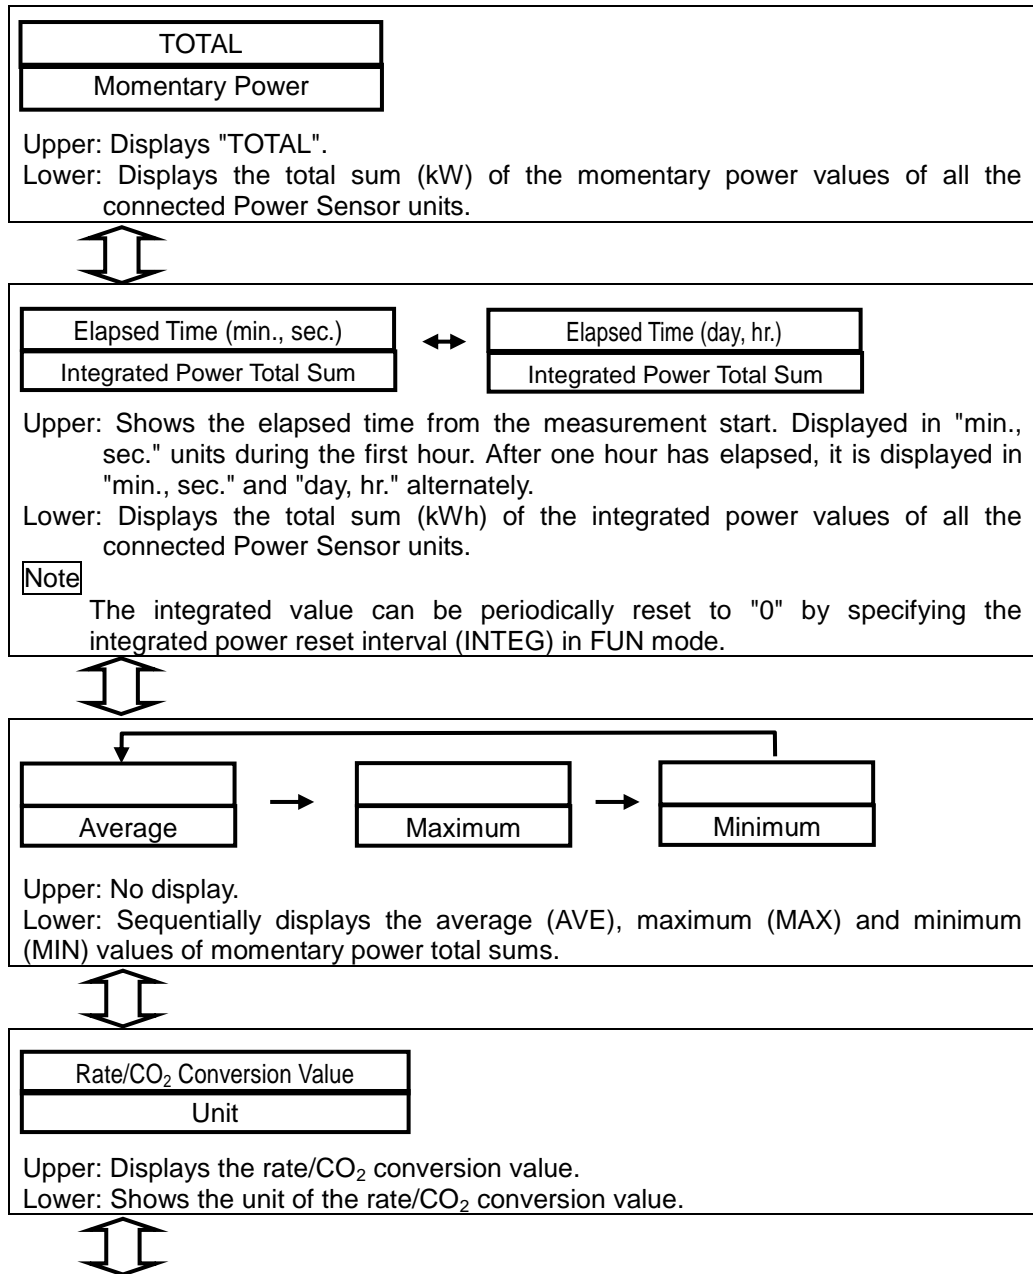 TOTAL
Momentary Power
Upper: Displays "TOTAL".
Lower: Displays the total sum (kW) of the momentary power values of all the
connected Power Sensor units.
Elapsed Time (min., sec.)
Integrated Power Total Sum
Elapsed Time (day, hr.)
Integrated Power Total Sum
Upper: Shows the elapsed time from the measurement start. Displayed in "min.,
sec." units during the first hour. After one hour has elapsed, it is displayed in
"min., sec." and "day, hr." alternately.
Lower: Displays the total sum (kWh) of the integrated power values of all the
connected Power Sensor units.
Note
The integrated value can be periodically reset to "0" by specifying the
integrated power reset interval (INTEG) in FUN mode.
Average
Maximum
Minimum
Upper: No display.
Lower: Sequentially displays the average (AVE), maximum (MAX) and minimum
(MIN) values of momentary power total sums.
Rate/CO₂ Conversion Value
Unit
Upper: Displays the rate/CO₂ conversion value.
Lower: Shows the unit of the rate/CO₂ conversion value.